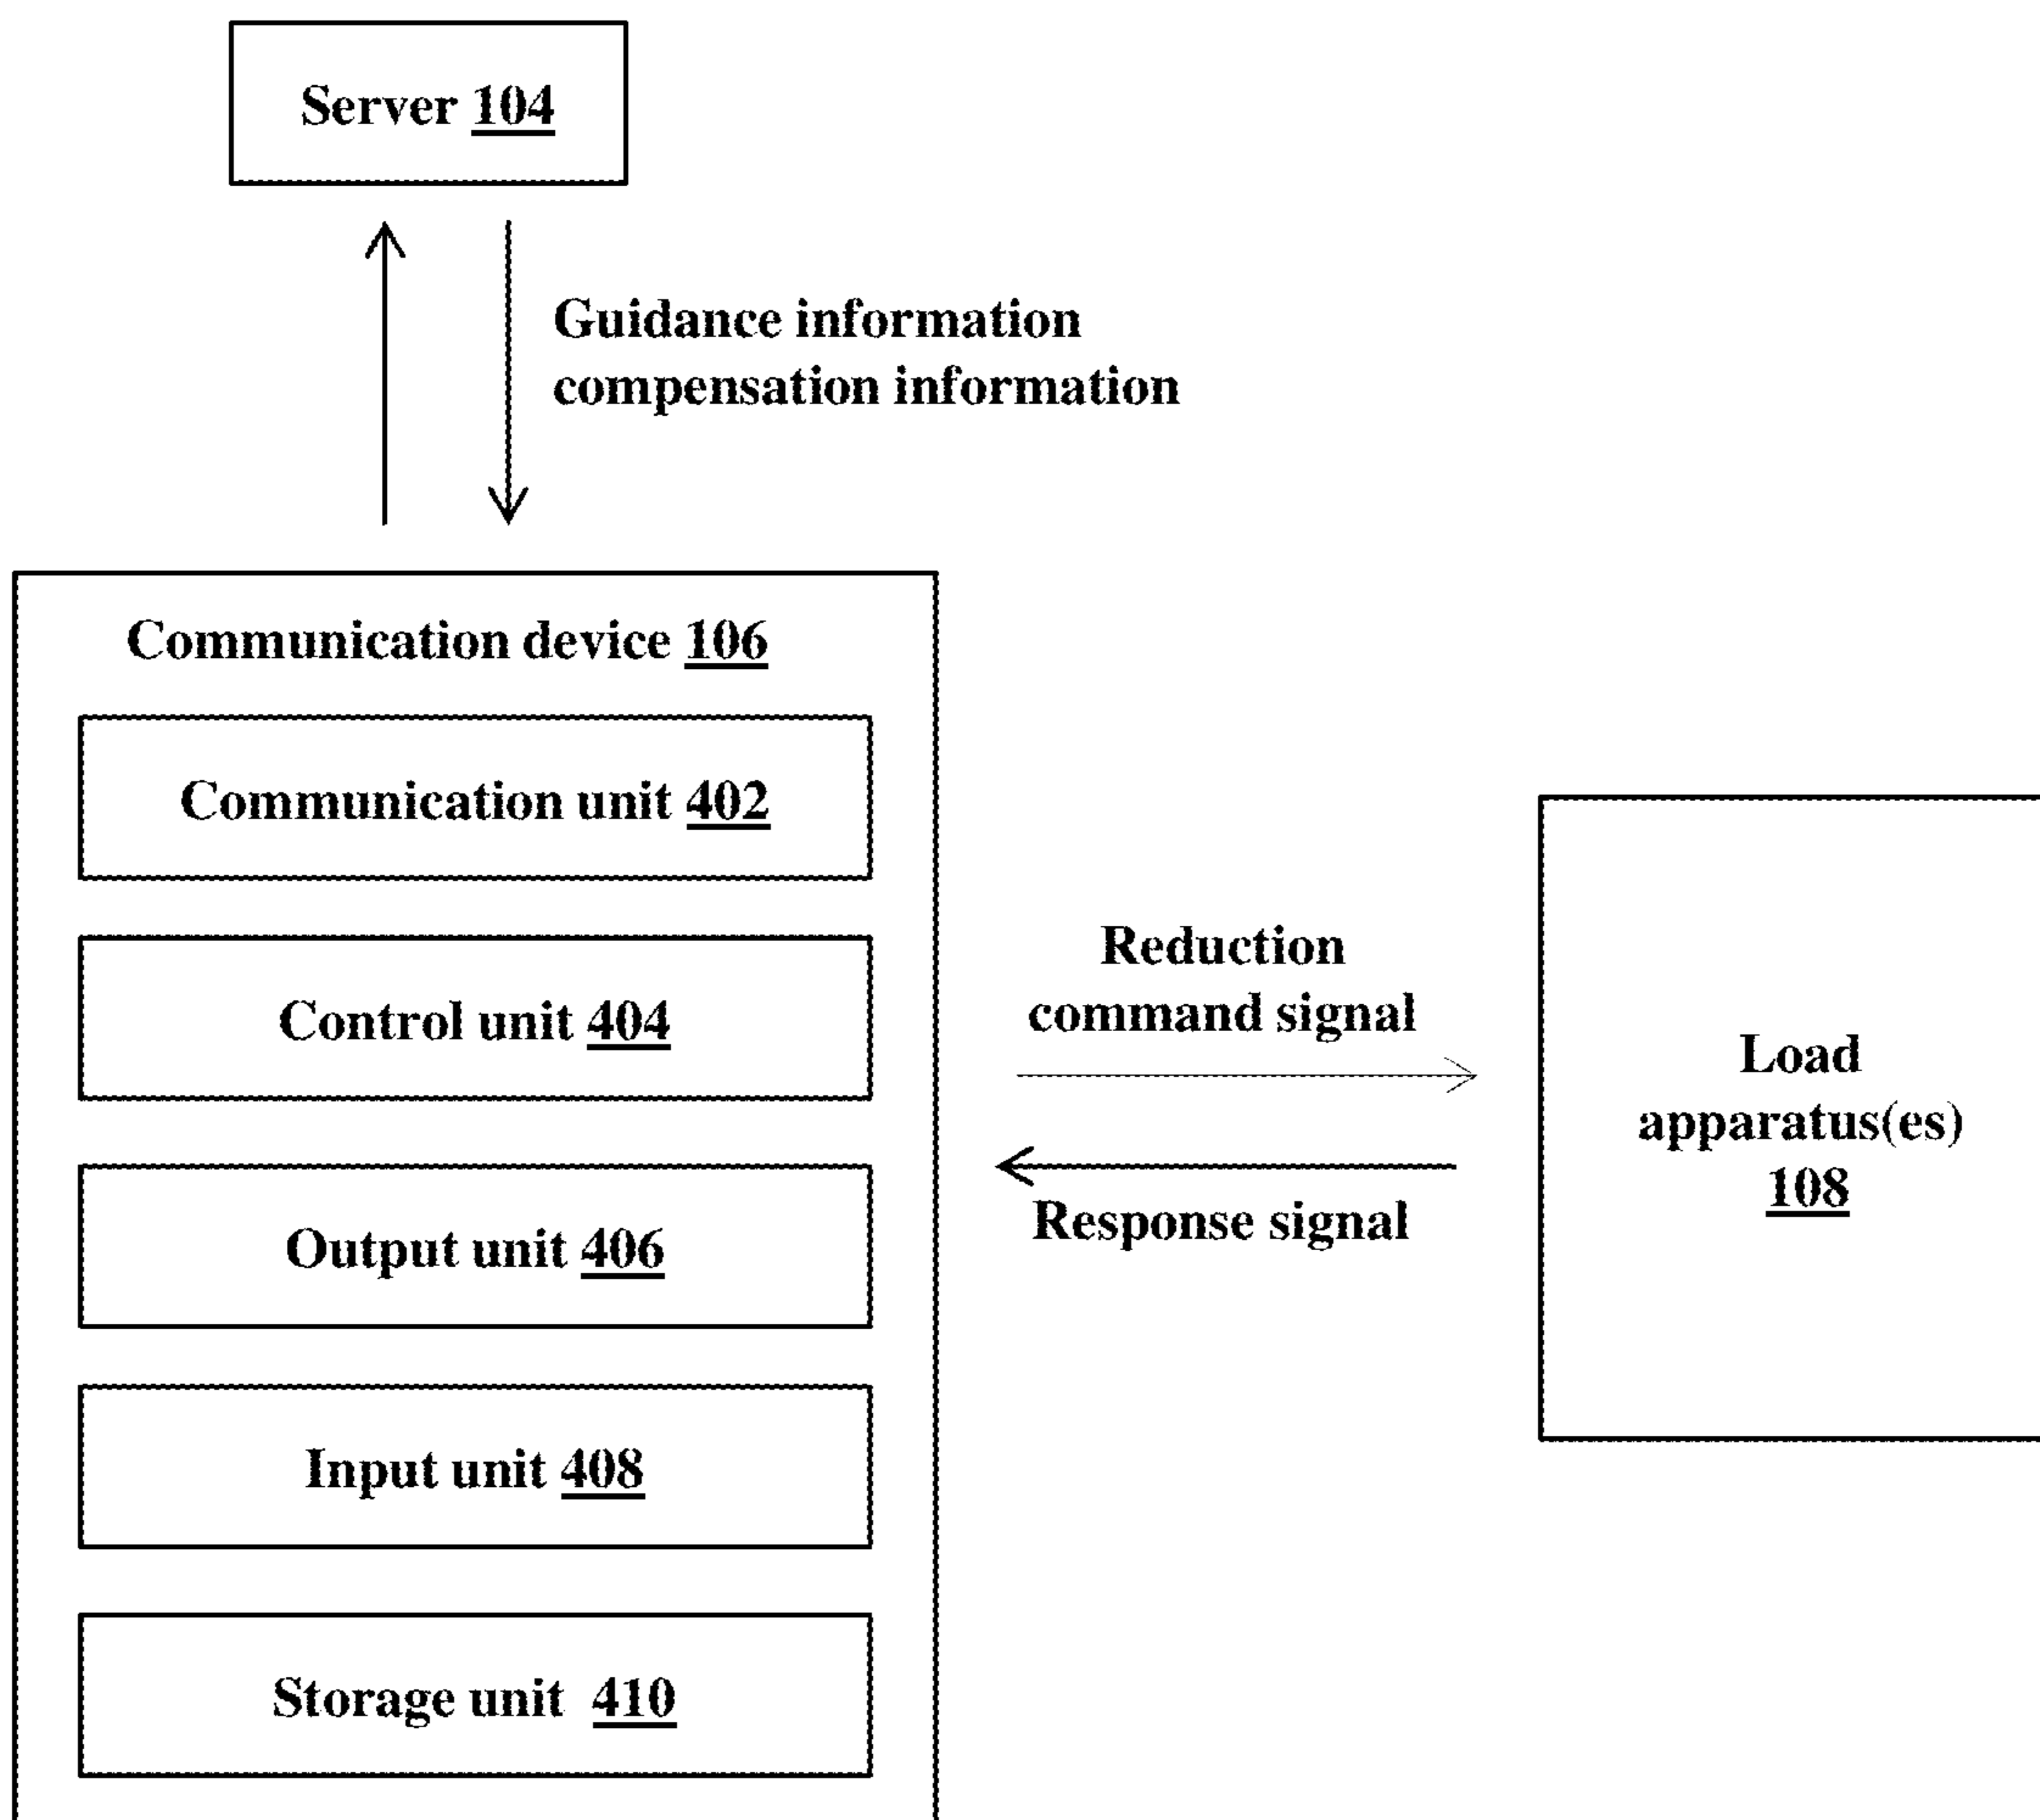 Server 104
Guidance information
compensation information
Communication device 106
Communication unit 402
Control unit 404
Output unit 406
Input unit 408
Storage unit 410
Reduction
command signal
Response signal
Load
apparatus(es)
108